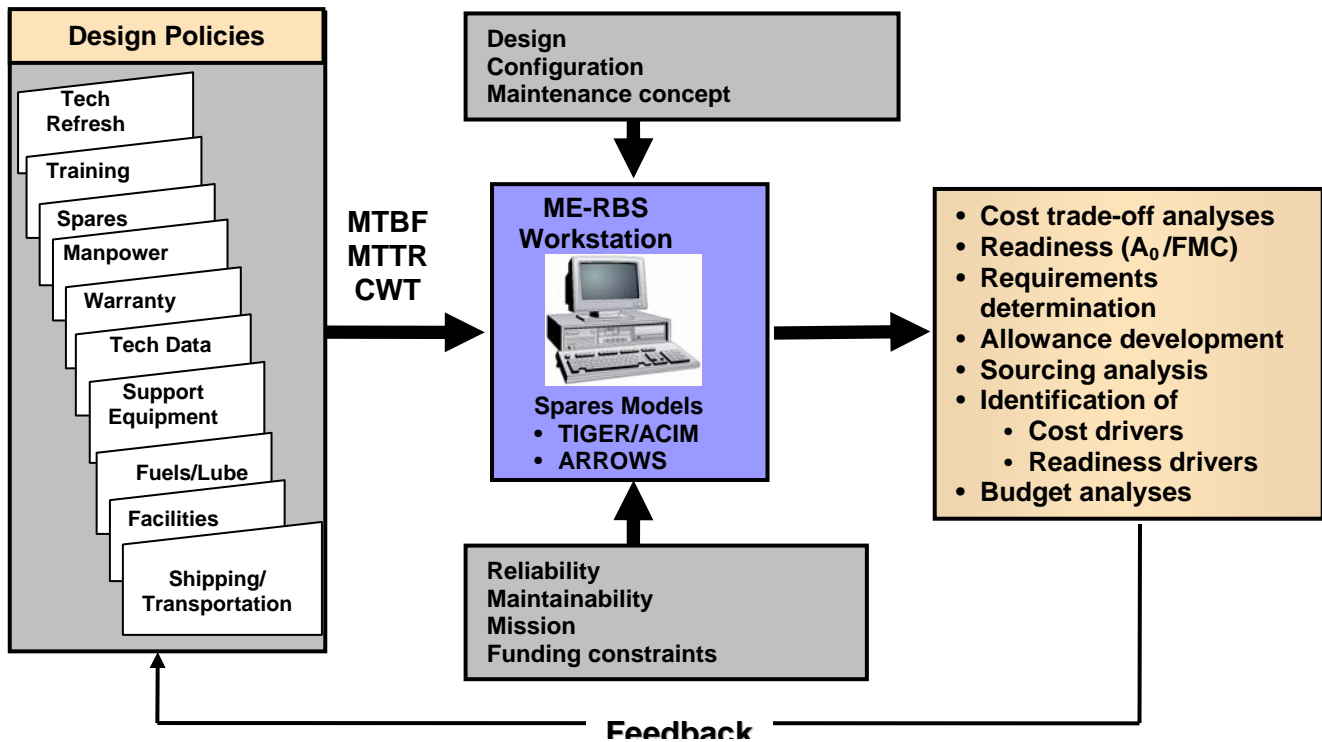 Design Policies
Tech
Refresh
Training
Spares
Manpower
Warranty
Tech Data
Support
Equipment
Fuels/Lube
Facilities
Shipping/
Transportation
MTBF
MTTR
CWT
Design
Configuration
Maintenance concept
ME-RBS
Workstation
Spares Models
• TIGER/ACIM
• ARROWS
Reliability
Maintainability
Mission
Funding constraints
• Cost trade-off analyses
• Readiness (A₀/FMC)
• Requirements
determination
• Allowance development
• Sourcing analysis
• Identification of
• Cost drivers
• Readiness drivers
• Budget analyses
Feedback